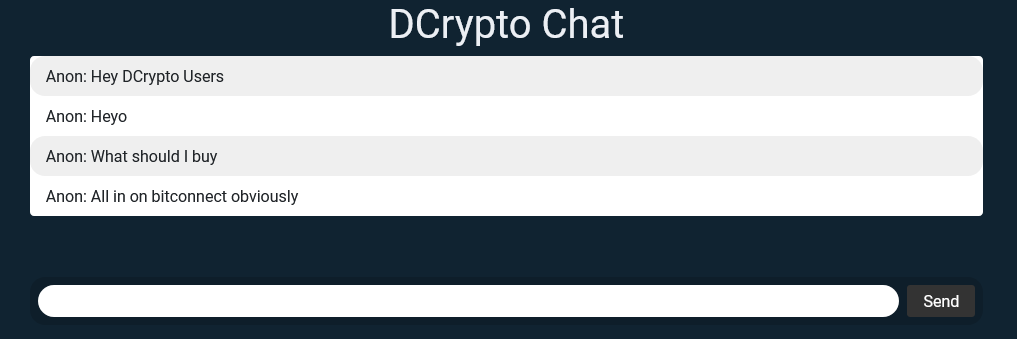 DCrypto Chat
Anon: Hey DCrypto Users
Anon: Heyo
Anon: What should I buy
Anon: All in on bitconnect obviously
Send